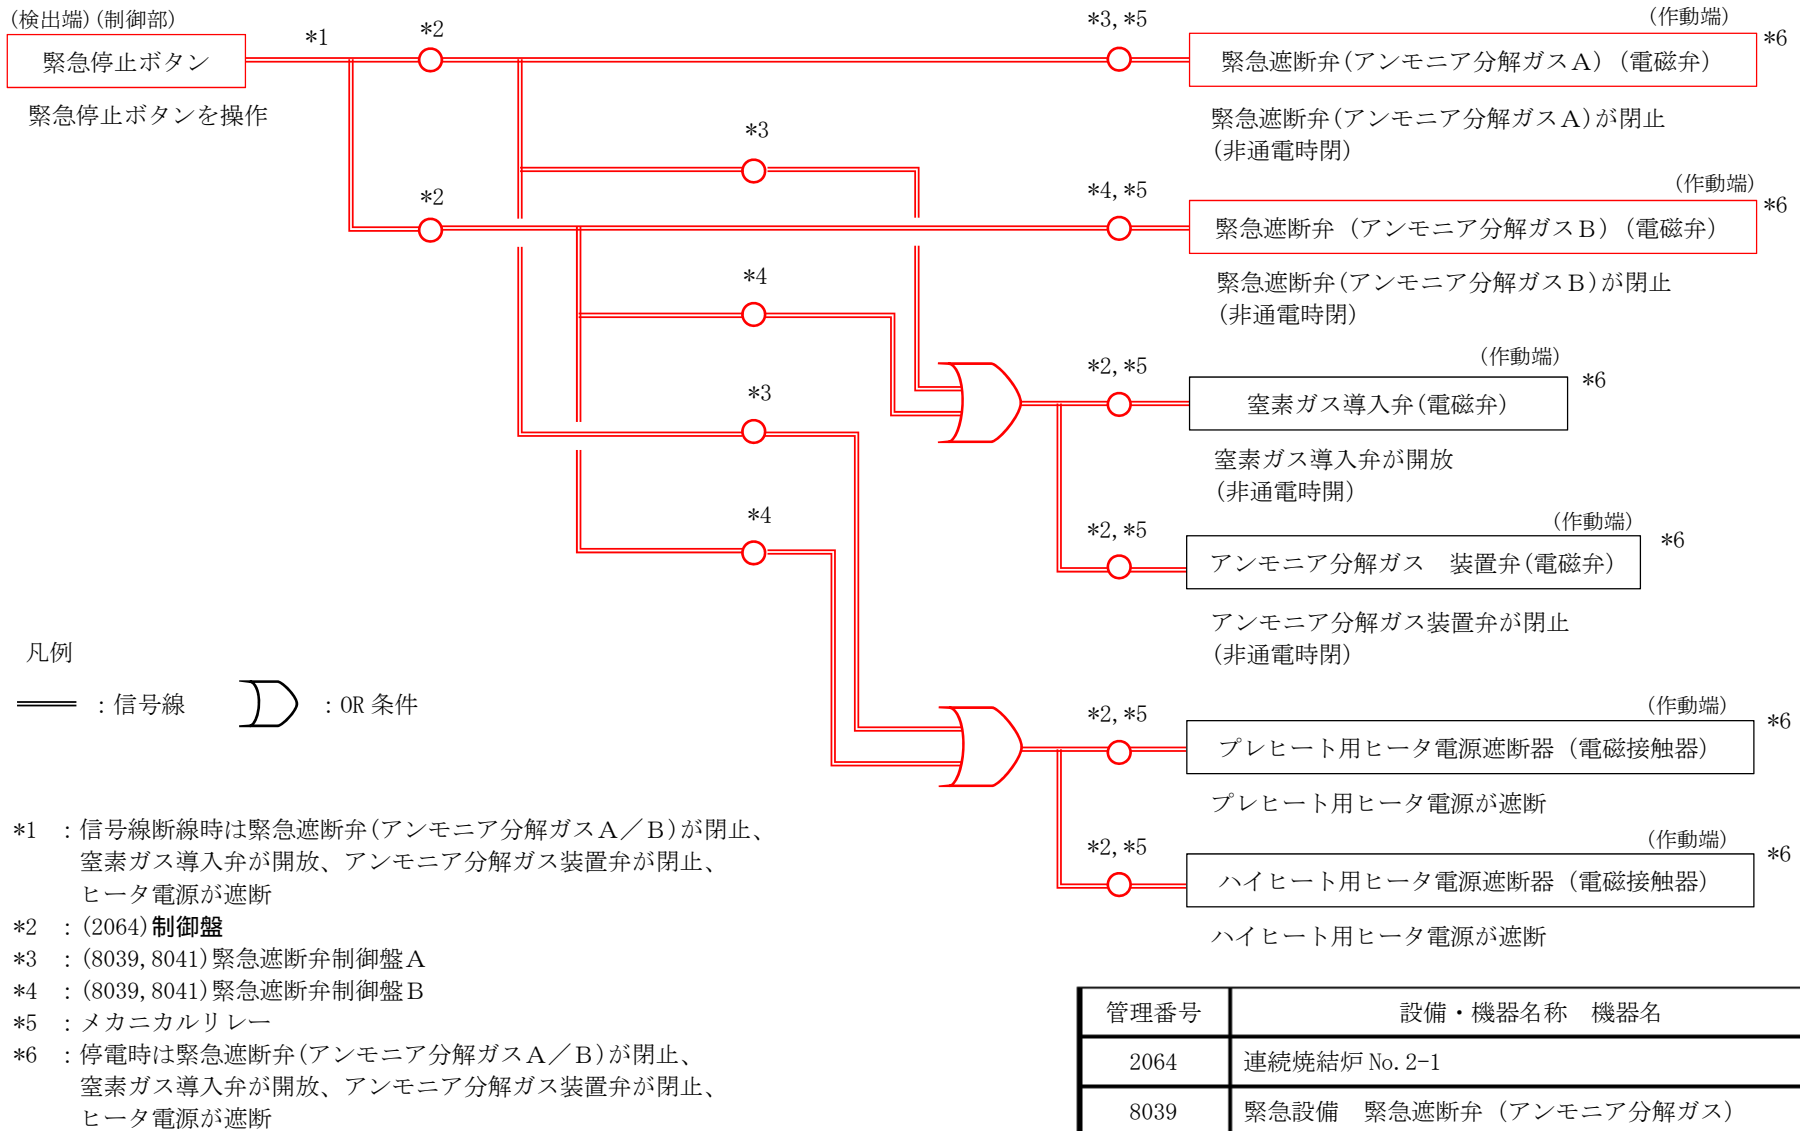 (検出端)(制御部)
*1
*2
*3,*5
(作動端)
*6
緊急停止ボタン
緊急遮断弁(アンモニア分解ガスA)(電磁弁)
緊急停止ボタンを操作
緊急遮断弁(アンモニア分解ガスA)が閉止
(非通電時閉)
*3
*2
*4,*5
(作動端)
*6
緊急遮断弁(アンモニア分解ガスB)(電磁弁)
緊急遮断弁(アンモニア分解ガスB)が閉止
(非通電時閉)
*4
*2,*5
(作動端)
*6
窒素ガス導入弁(電磁弁)
*3
窒素ガス導入弁が開放
(非通電時開)
*4
*2,*5
(作動端)
*6
アンモニア分解ガス 装置弁(電磁弁)
アンモニア分解ガス装置弁が閉止
(非通電時閉)
凡例
:信号線
:OR条件
*2,*5
(作動端)
*6
プレヒート用ヒータ電源遮断器(電磁接触器)
プレヒート用ヒータ電源が遮断
*2,*5
(作動端)
*6
ハイヒート用ヒータ電源遮断器(電磁接触器)
ハイヒート用ヒータ電源が遮断
*1 :信号線断線時は緊急遮断弁(アンモニア分解ガスA/B)が閉止、
窒素ガス導入弁が開放、アンモニア分解ガス装置弁が閉止、
ヒータ電源が遮断
*2 :(2064)制御盤
*3 :(8039,8041)緊急遮断弁制御盤A
*4 :(8039,8041)緊急遮断弁制御盤B
*5 :メカニカルリレー
*6 :停電時は緊急遮断弁(アンモニア分解ガスA/B)が閉止、
窒素ガス導入弁が開放、アンモニア分解ガス装置弁が閉止、
ヒータ電源が遮断
管理番号 設備・機器名称 機器名
2064 連続焼結炉No.2-1
8039 緊急設備 緊急遮断弁(アンモニア分解ガス)